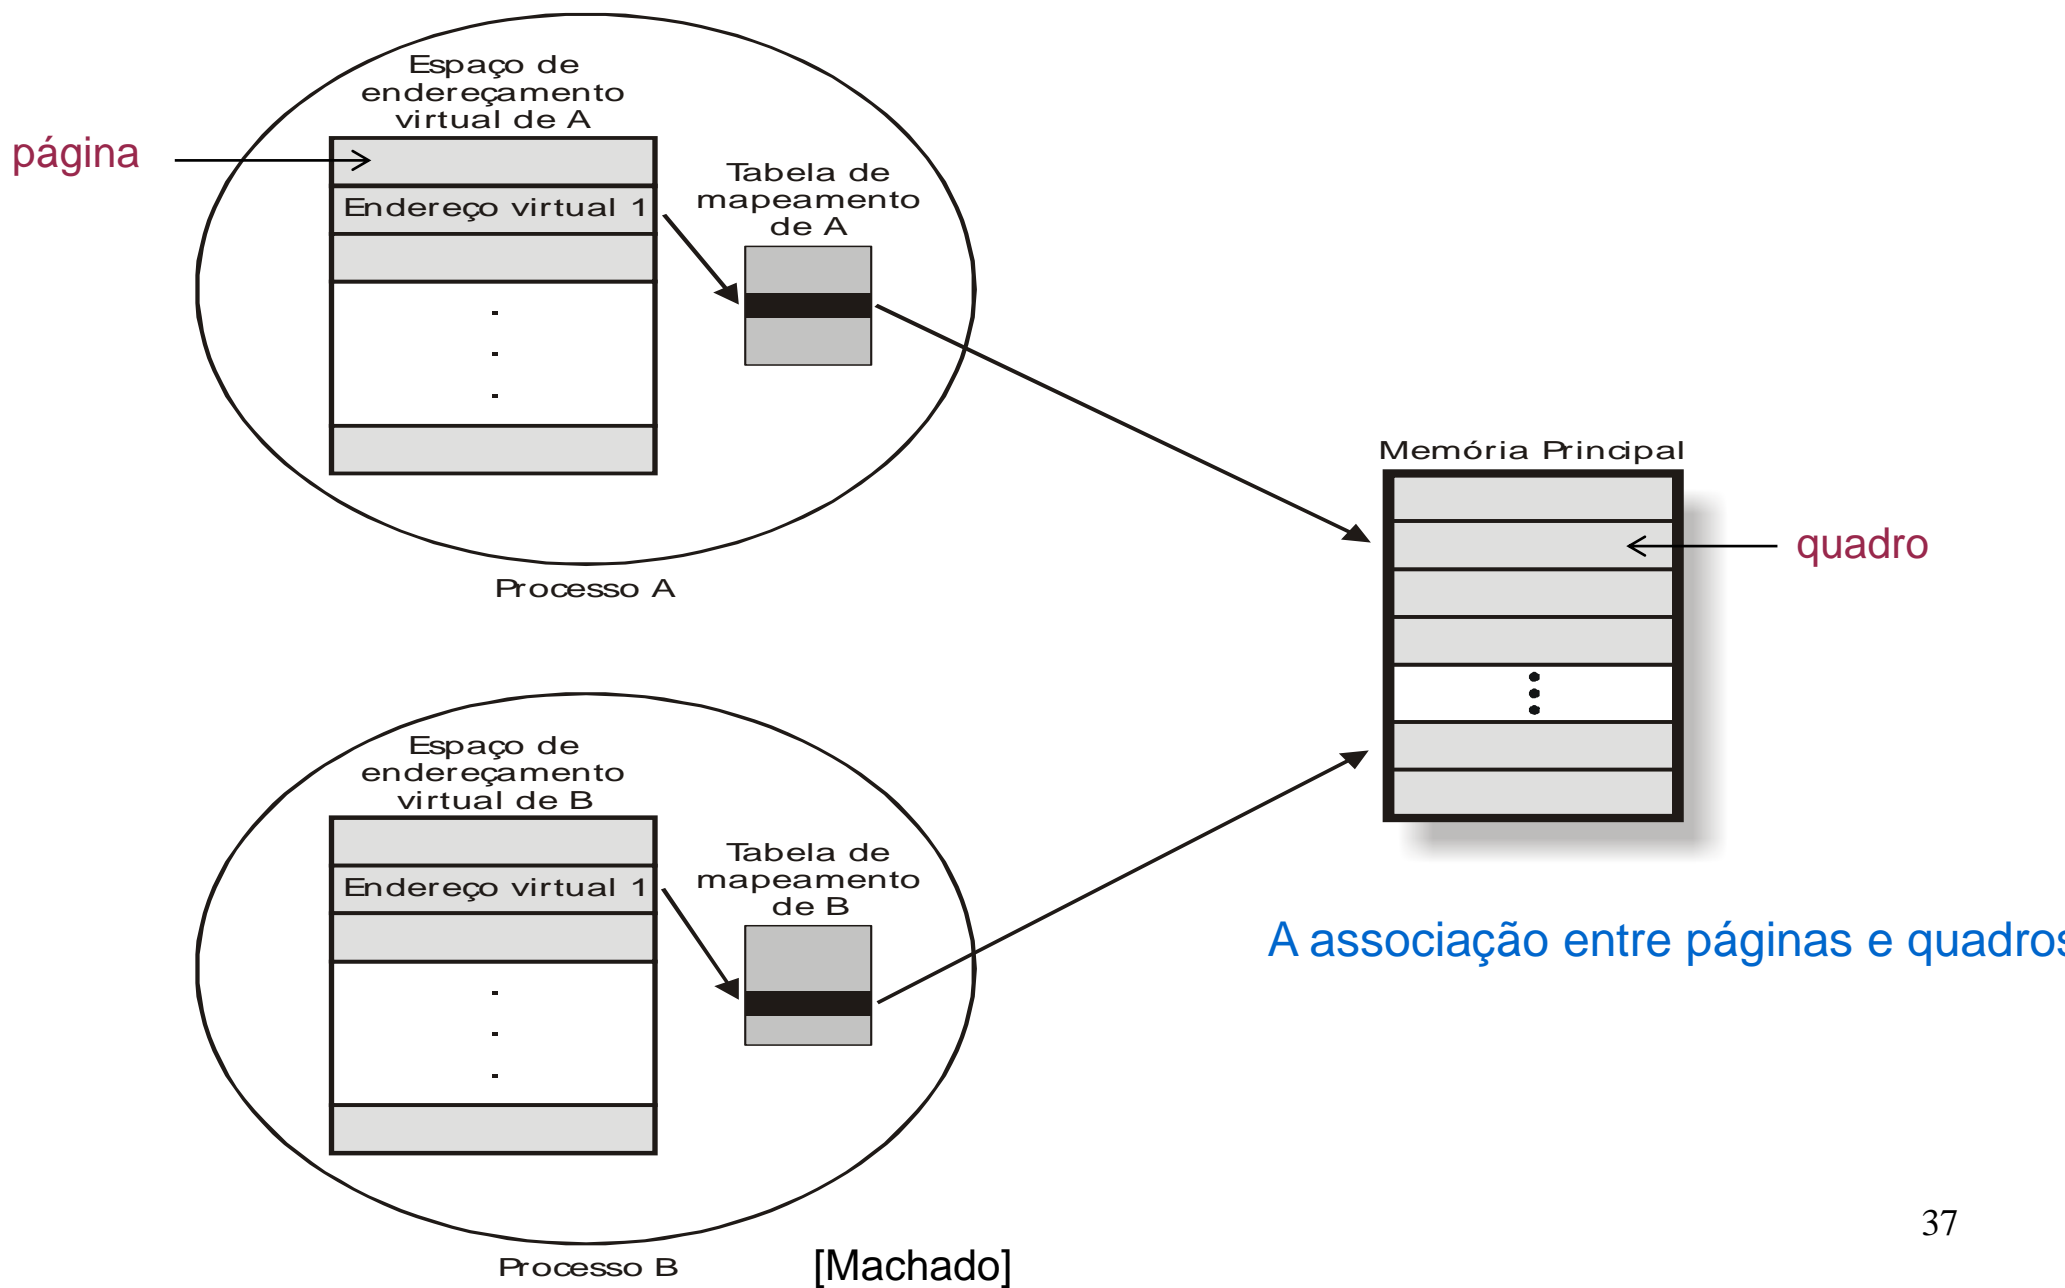 Espaço de
endereçamento
virtual de A
página
Endereço virtual 1
Tabela de
mapeamento
de A
Processo A
Memória Principal
quadro
Espaço de
endereçamento
virtual de B
Endereço virtual 1
Tabela de
mapeamento
de B
A associação entre páginas e quadros
Processo B
[Machado]
37